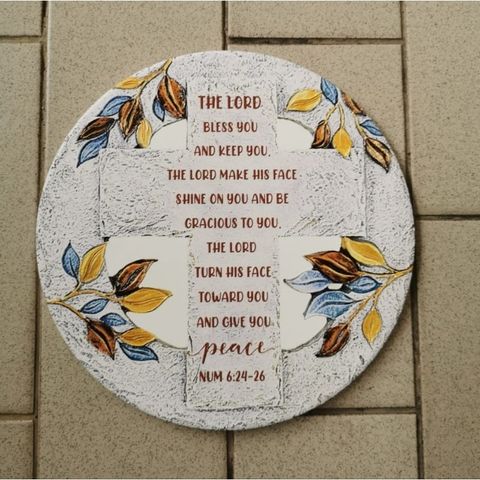 THE LORD
BLESS YOU
AND KEEP YOU.
THE LORD MAKE HIS FACE
SHINE ON YOU AND BE
GRACIOUS TO YOU.
THE LORD
TURN HIS FACE
TOWARD YOU
AND GIVE YOU
peace
NUM 6:24-26